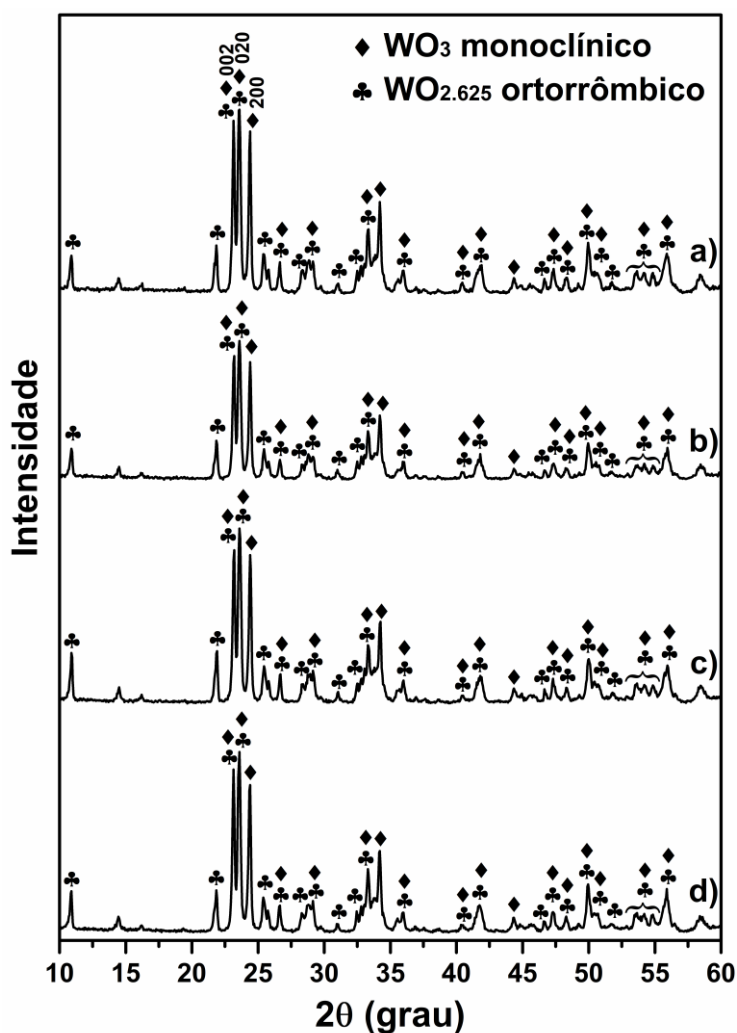 ◆ WO3 monoclínico
♣ WO2.625 ortorrômbico
002
020
200
a)
b)
c)
d)
Intensidade
10 15 20 25 30 35 40 45 50 55 60
2θ (grau)